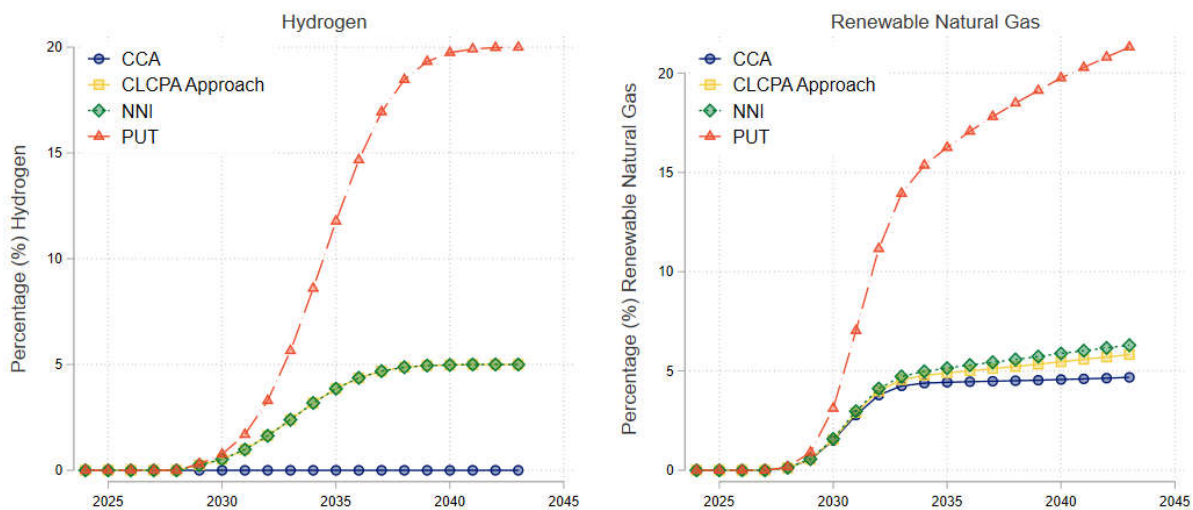 Hydrogen
Percentage (%) Hydrogen
20
15
10
5
0
CCA
CLCPA Approach
NNI
PUT
2025
2030
2035
2040
2045
Renewable Natural Gas
Percentage (%) Renewable Natural Gas
20
15
10
5
0
CCA
CLCPA Approach
NNI
PUT
2025
2030
2035
2040
2045